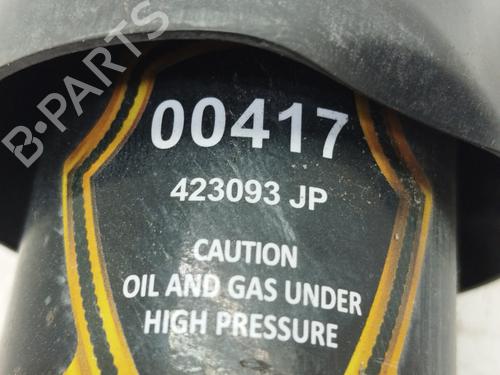 B-PARTS
00417
423093 JP
CAUTION
OIL AND GAS UNDER
HIGH PRESSURE